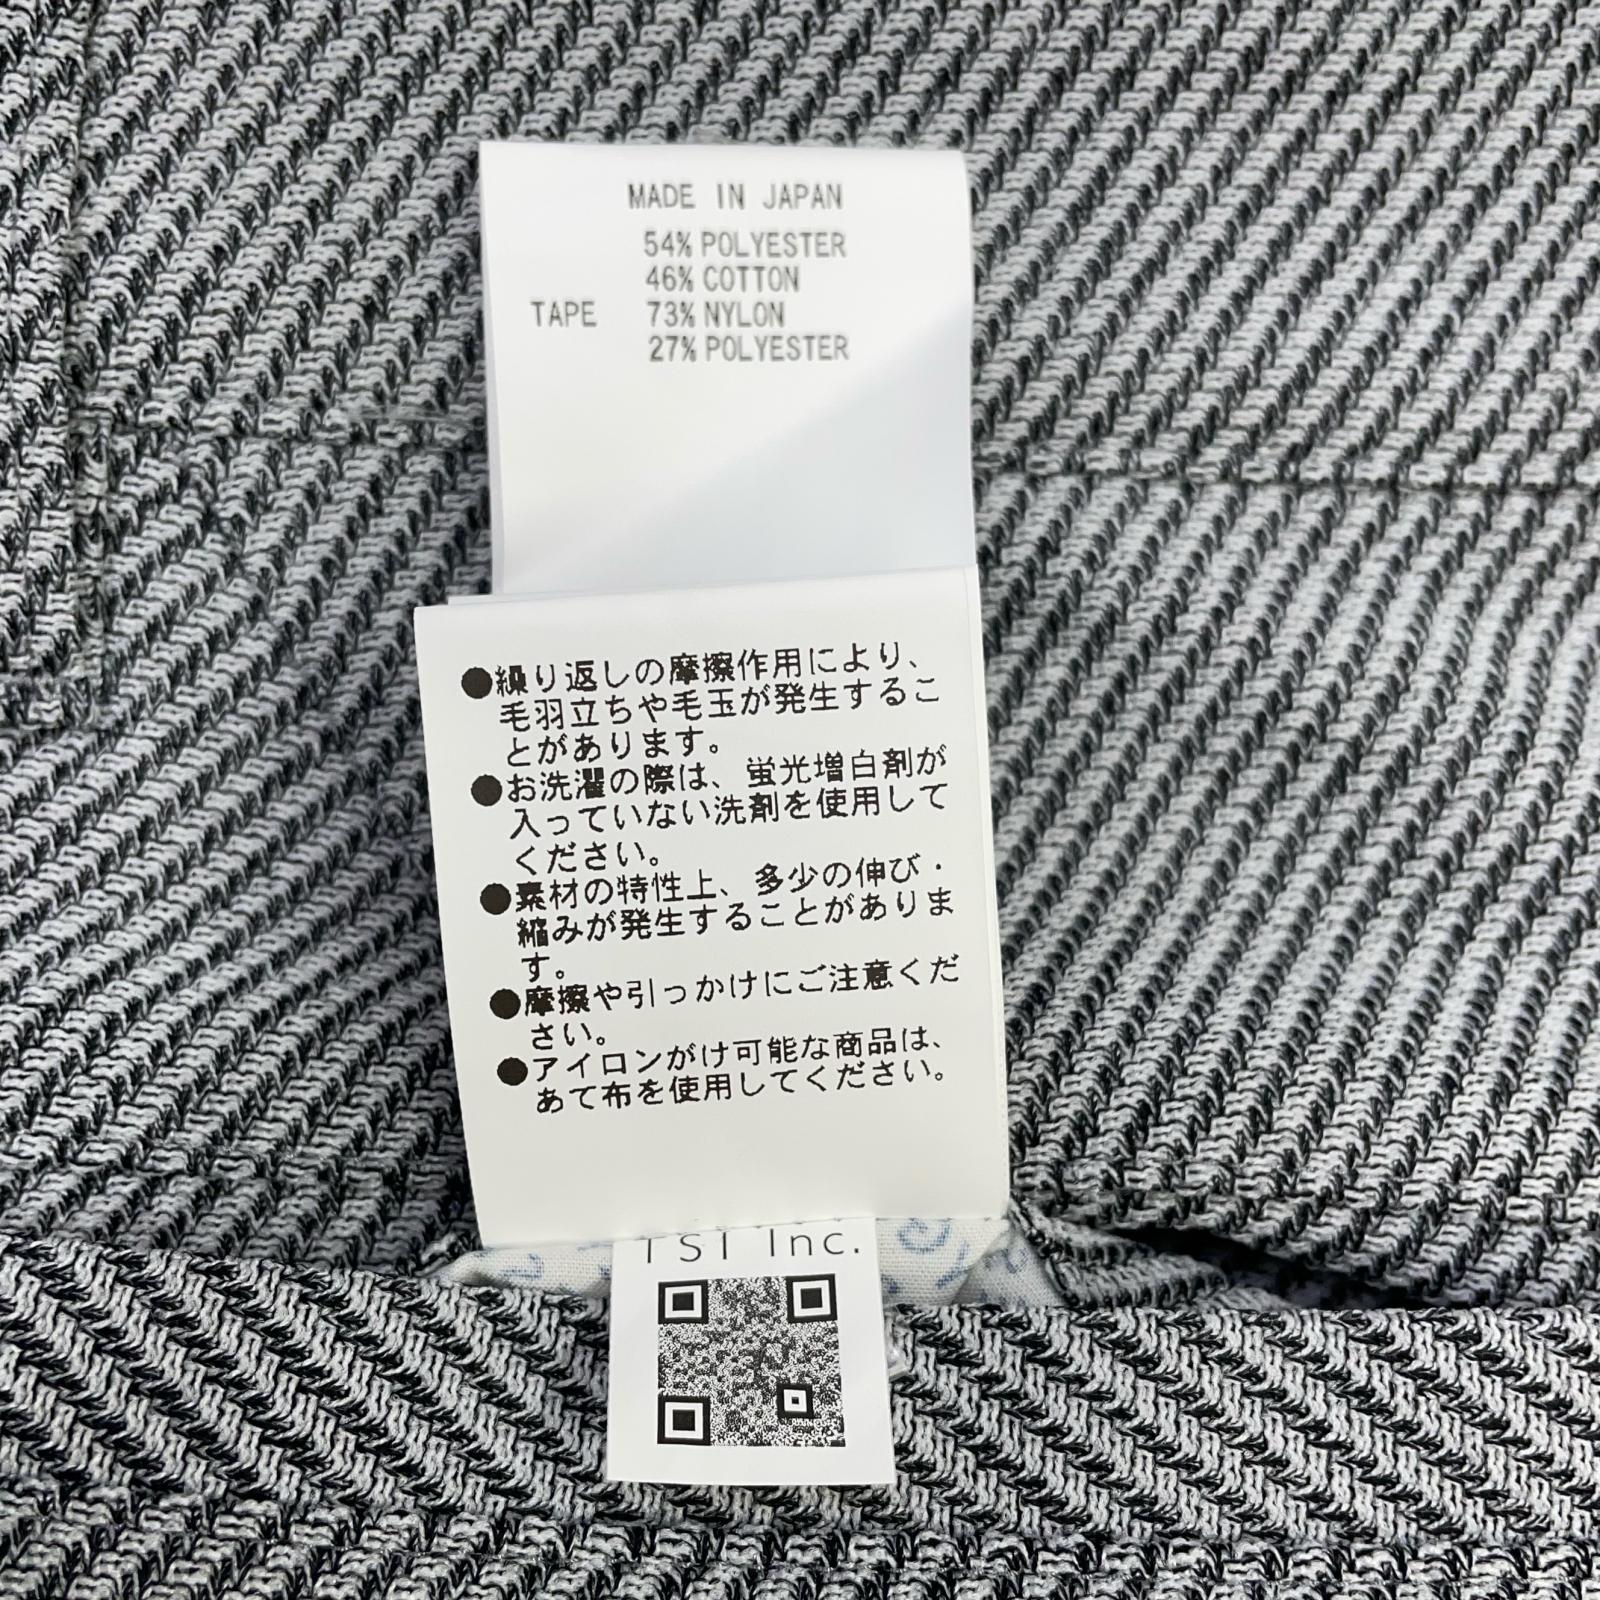 MADE IN JAPAN
54% POLYESTER
46% COTTON
TAPE 73% NYLON
27% POLYESTER
●繰り返しの摩擦作用により、
毛羽立ちや毛玉が発生するこ
とがあります。
●お洗濯の際は、蛍光増白剤が
入っていない洗剤を使用して
ください。
●素材の特性上、多少の伸び・
縮みが発生することがありま
す。
●摩擦や引っかけにご注意くだ
さい。
●アイロンがけ可能な商品は、
あて布を使用してください。
TSI Inc.